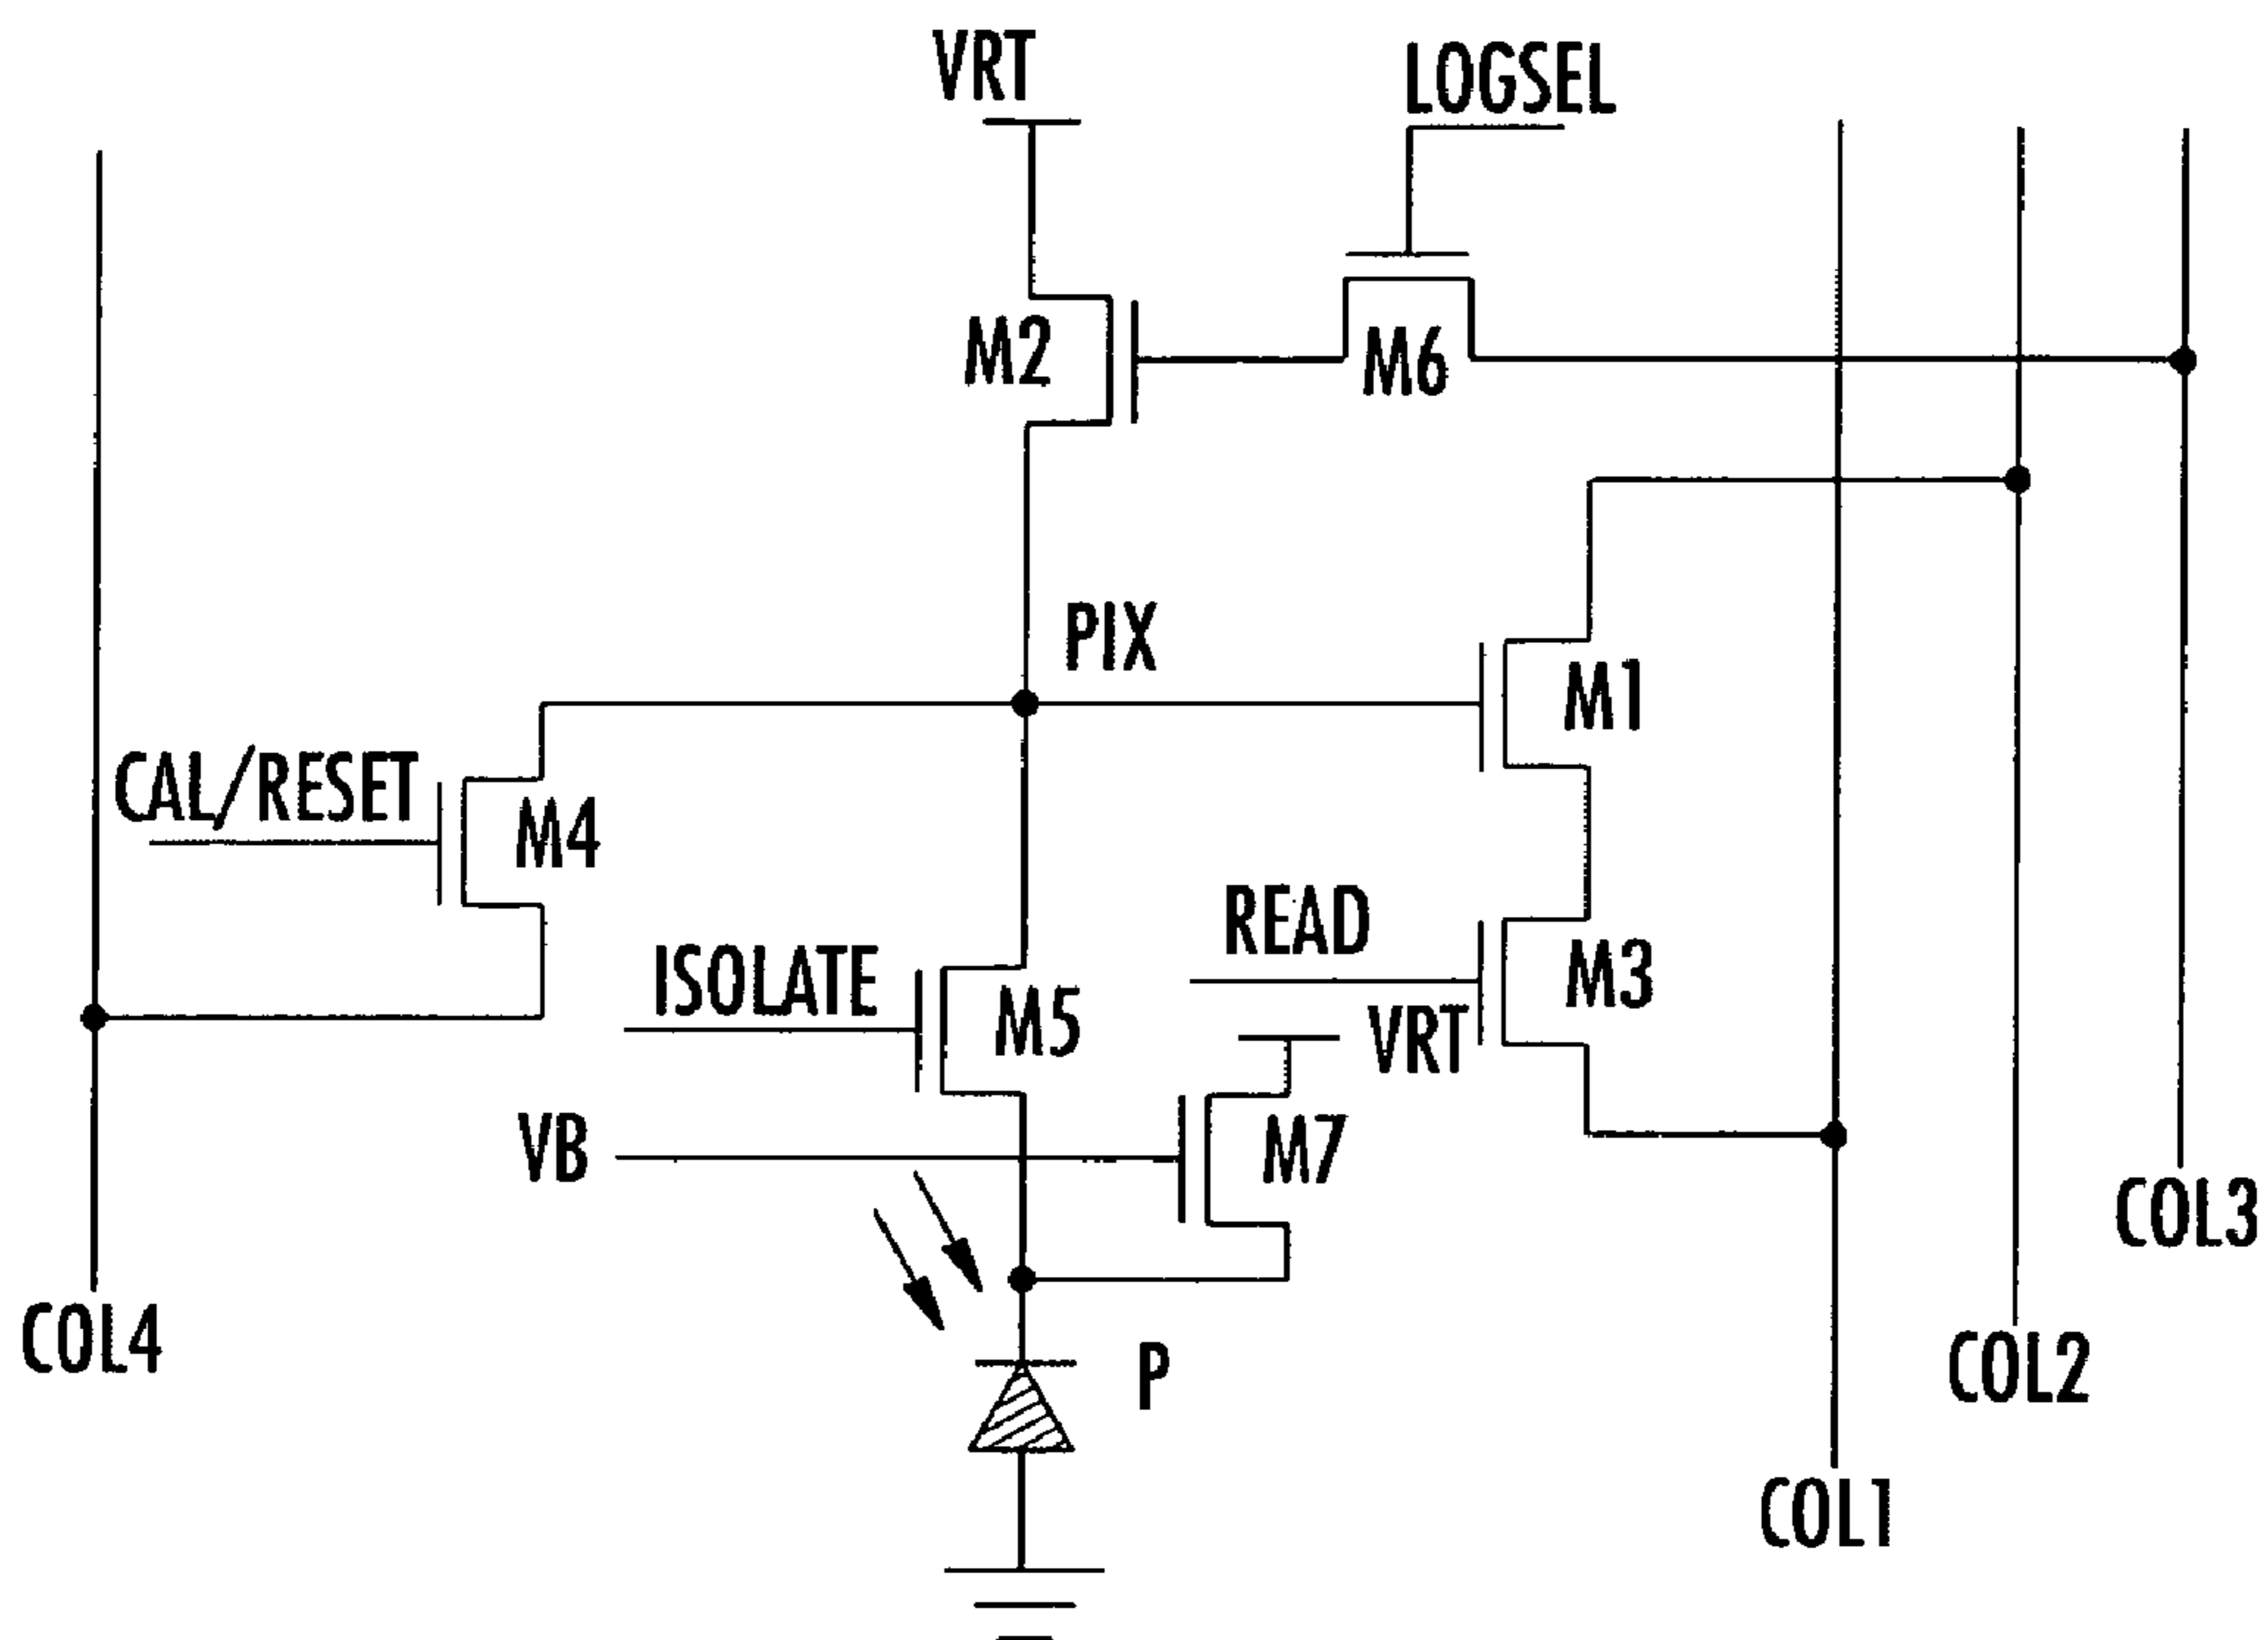 VRT
LOGSEL
M2
M6
PIX
M1
CAL/RESET
M4
READ
M3
ISOLATE
M5
VRT
VB
M7
COL3
COL4
P
COL2
COL1